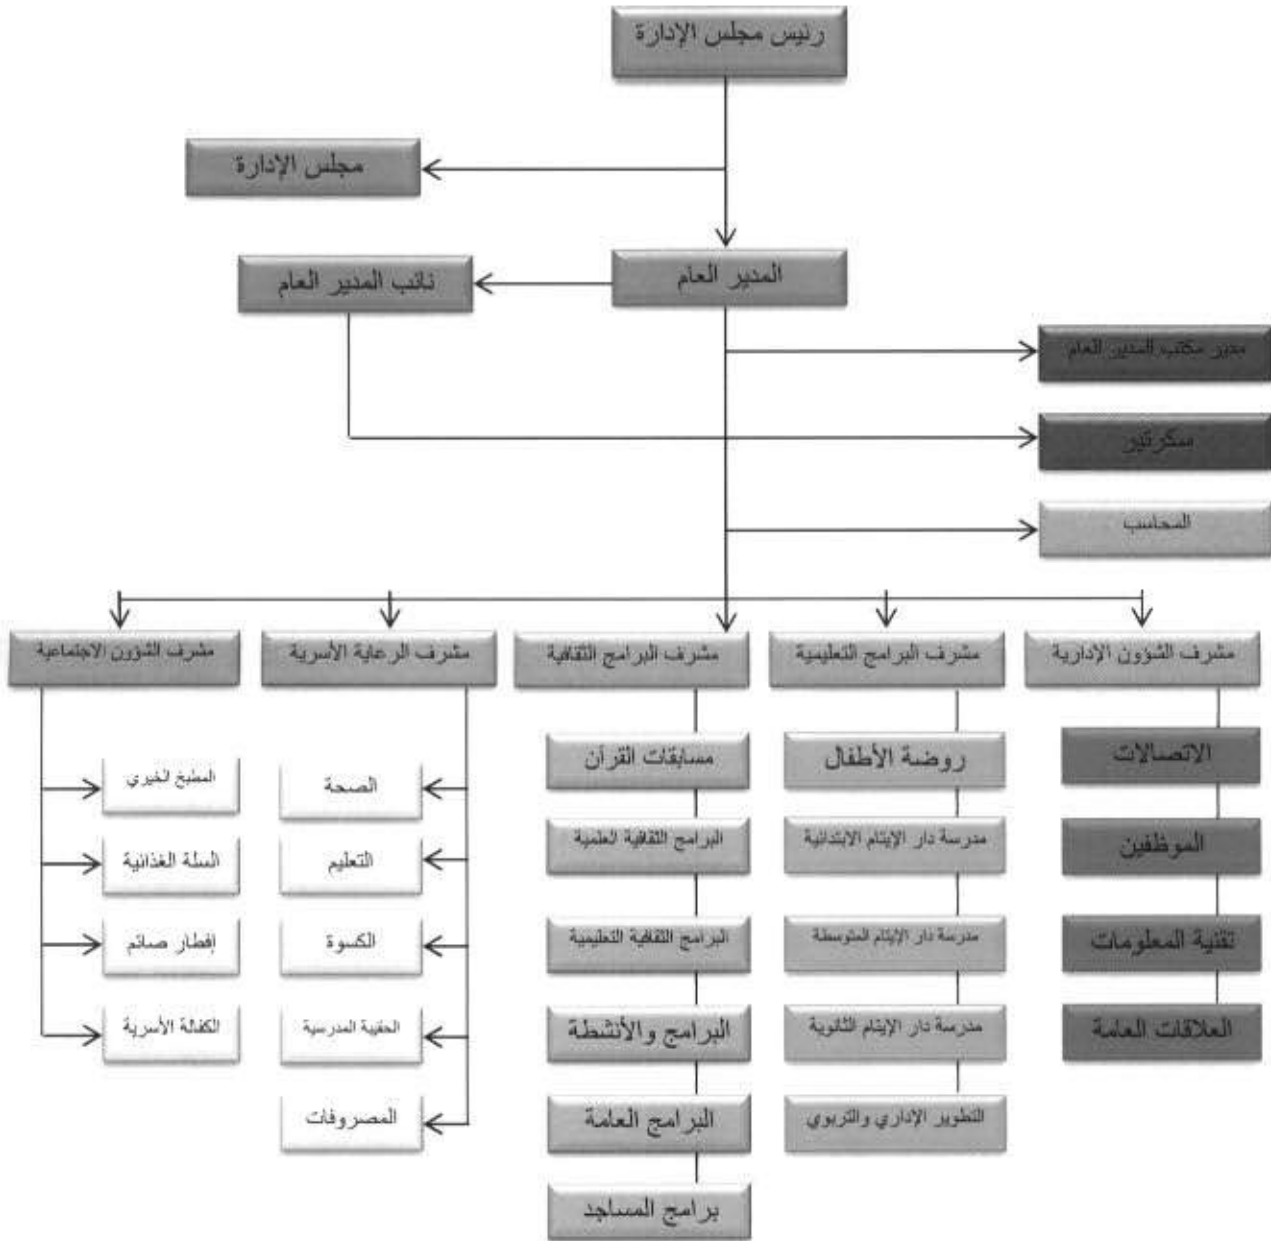 رئيس مجلس الإدارة
مجلس الإدارة
المدير العام
نائب المدير العام
مدير مكتب المدير العام
سكرتير
المحاسب
مشرف الشؤون الإدارية
مشرف البرامج التعليمية
مشرف البرامج الثقافية
مشرف الرعاية الأسرية
مشرف الشؤون الاجتماعية
الاتصالات
الموظفين
تقنية المعلومات
العلاقات العامة
روضة الأطفال
مدرسة دار الإيتام الابتدائية
مدرسة دار الإيتام المتوسطة
مدرسة دار الإيتام الثانوية
التطوير الإداري والتربوي
مسابقات القرآن
البرامج الثقافية العلمية
البرامج الثقافية التعليمية
البرامج والأنشطة
البرامج العامة
برامج المساجد
الصحة
التعليم
الكسوة
الحقيبة المدرسية
المصروفات
المطبخ الخيري
السلة الغذائية
إفطار صائم
الكفالة الأسرية